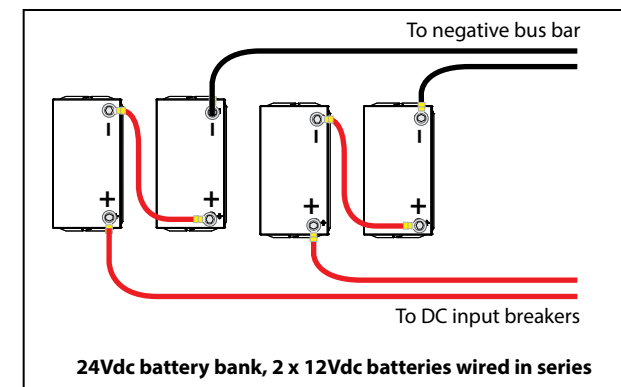 To negative bus bar
− − − −
+ + + +
To DC input breakers
24Vdc battery bank, 2 x 12Vdc batteries wired in series